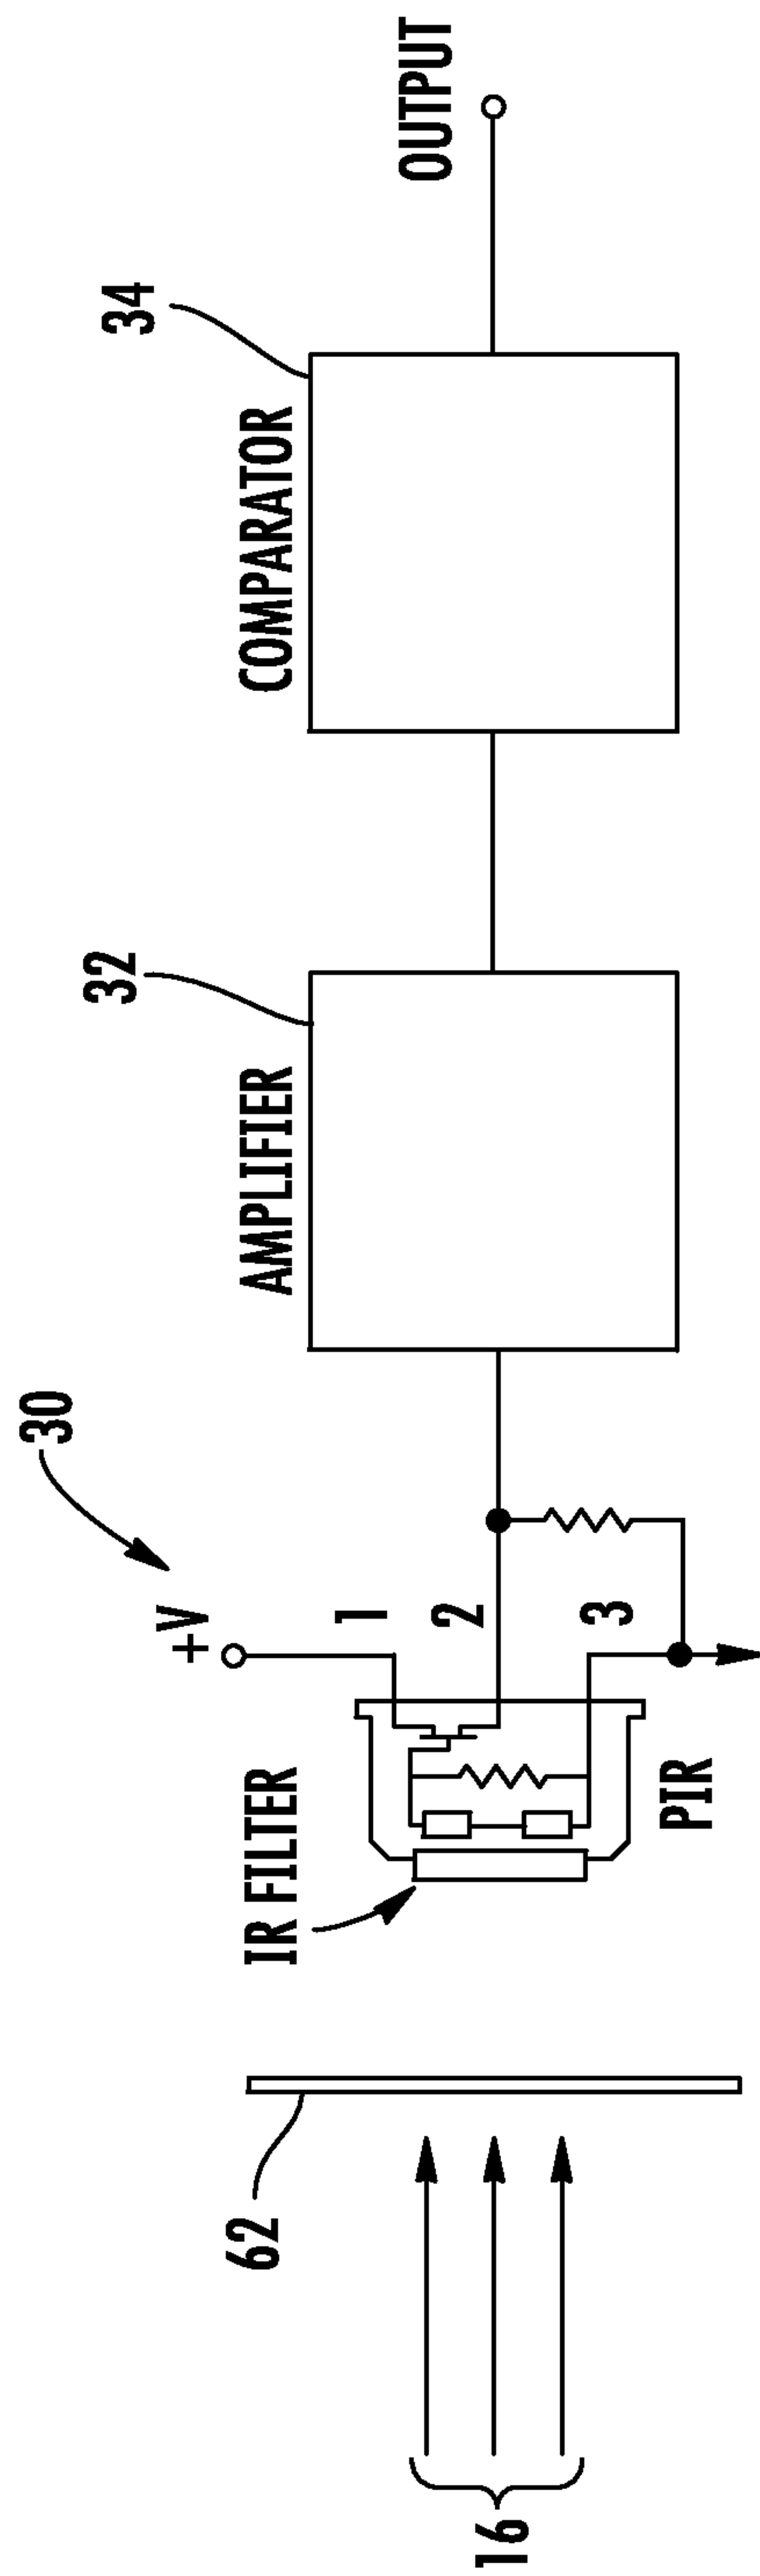 16
62
IR FILTER
PIR
+V
30
1
2
3
AMPLIFIER
32
COMPARATOR
34
OUTPUT